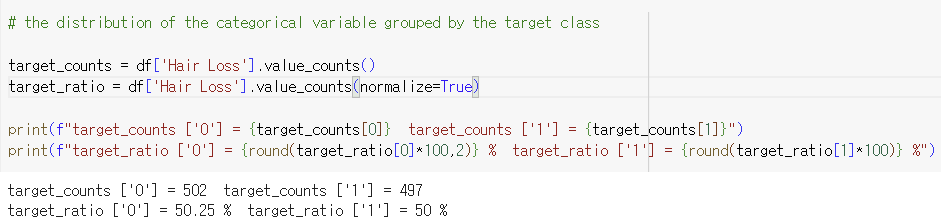 # the distribution of the categorical variable grouped by the target class
target_counts = df['Hair Loss'].value_counts()
target_ratio = df['Hair Loss'].value_counts(normalize=True)
print(f"target_counts ['0'] = {target_counts[0]}  target_counts ['1'] = {target_counts[1]}")
print(f"target_ratio ['0'] = {round(target_ratio[0]*100,2)} %  target_ratio ['1'] = {round(target_ratio[1]*100)} %")
target_counts ['0'] = 502  target_counts ['1'] = 497
target_ratio ['0'] = 50.25 %  target_ratio ['1'] = 50 %